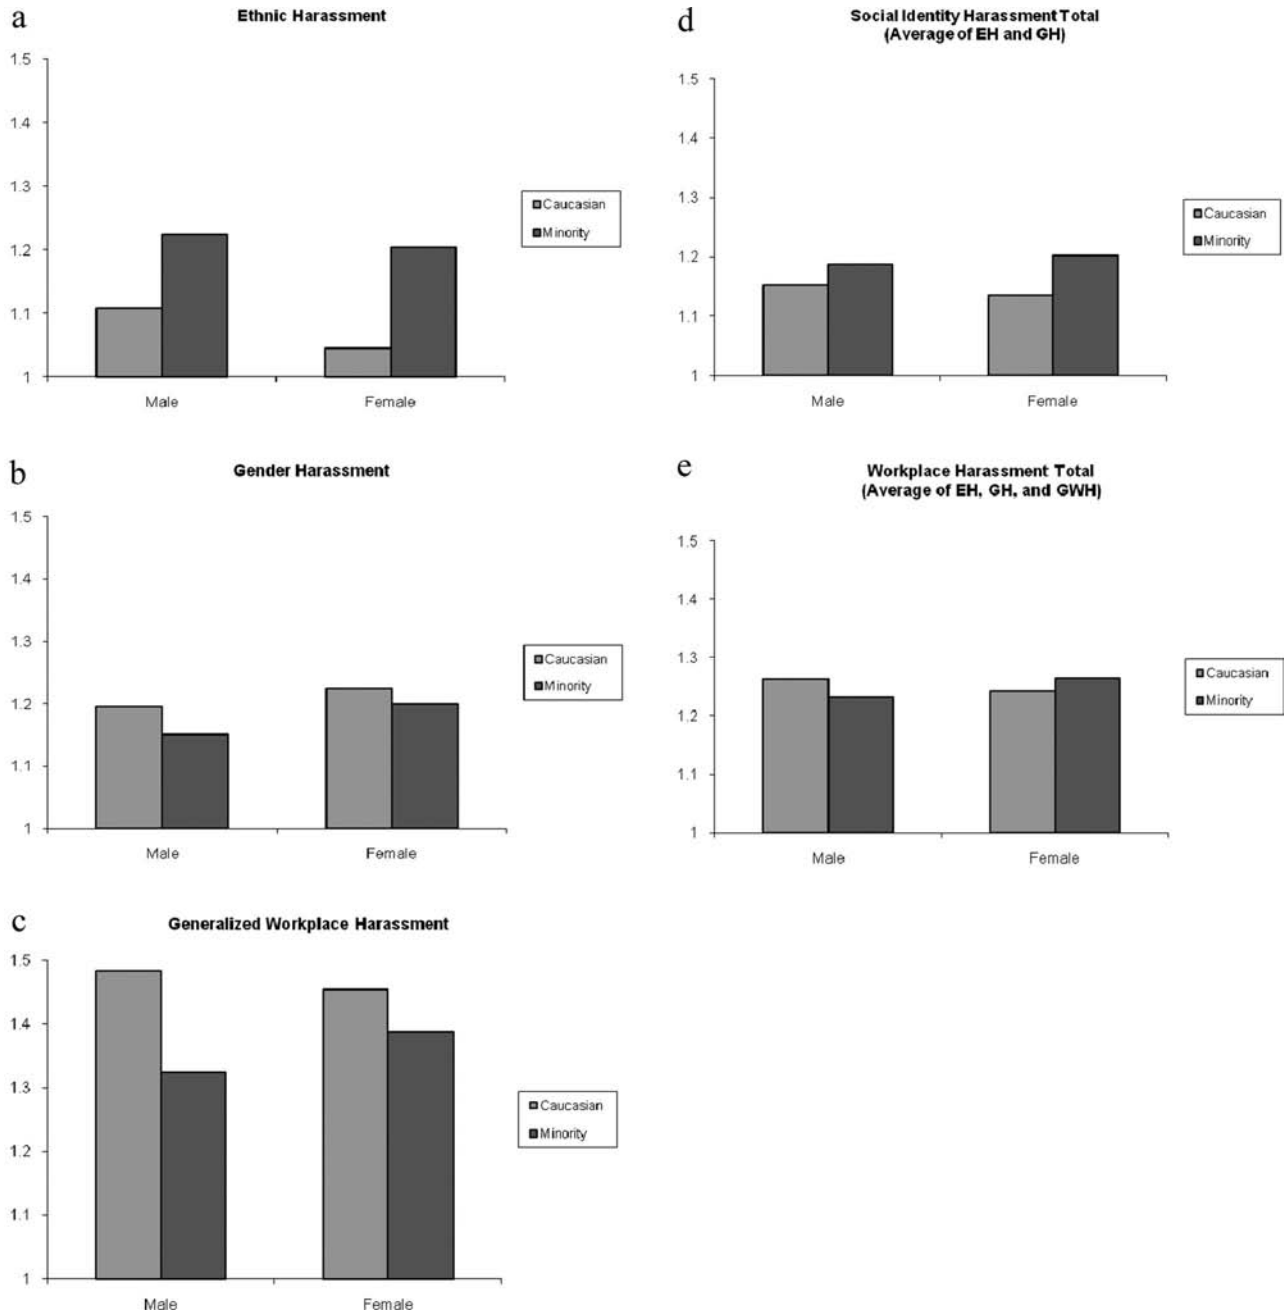 a
Ethnic Harassment
1.5
1.4
1.3
1.2
1.1
1
Male
Female
Caucasian
Minority
b
Gender Harassment
1.5
1.4
1.3
1.2
1.1
1
Male
Female
Caucasian
Minority
c
Generalized Workplace Harassment
1.5
1.4
1.3
1.2
1.1
1
Male
Female
Caucasian
Minority
d
Social Identity Harassment Total
(Average of EH and GH)
1.5
1.4
1.3
1.2
1.1
1
Male
Female
Caucasian
Minority
e
Workplace Harassment Total
(Average of EH, GH, and GWH)
1.5
1.4
1.3
1.2
1.1
1
Male
Female
Caucasian
Minority